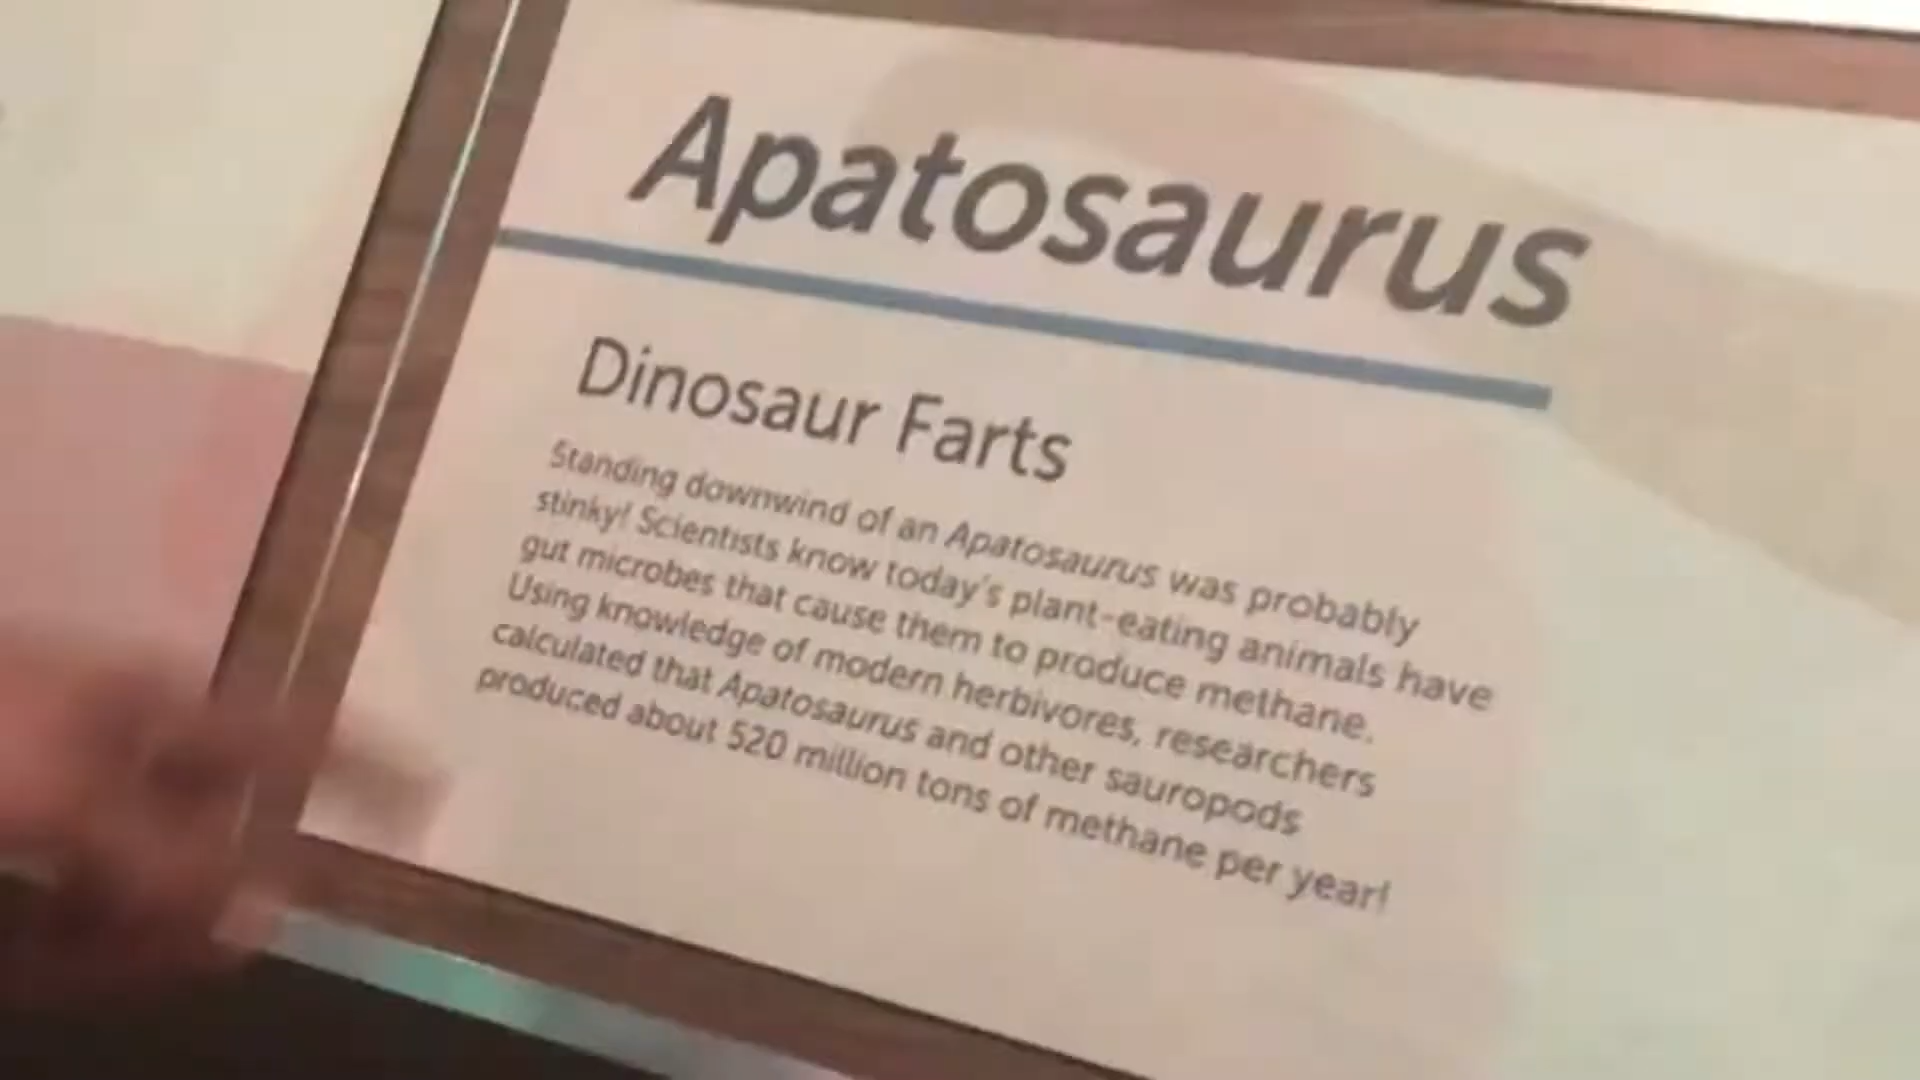 Apatosaurus
Dinosaur Farts
Standing downwind of an Apatosaurus was probably
stinky! Scientists know today's plant-eating animals have
gut microbes that cause them to produce methane.
Using knowledge of modern herbivores, researchers
calculated that Apatosaurus and other sauropods
produced about 520 million tons of methane per year!